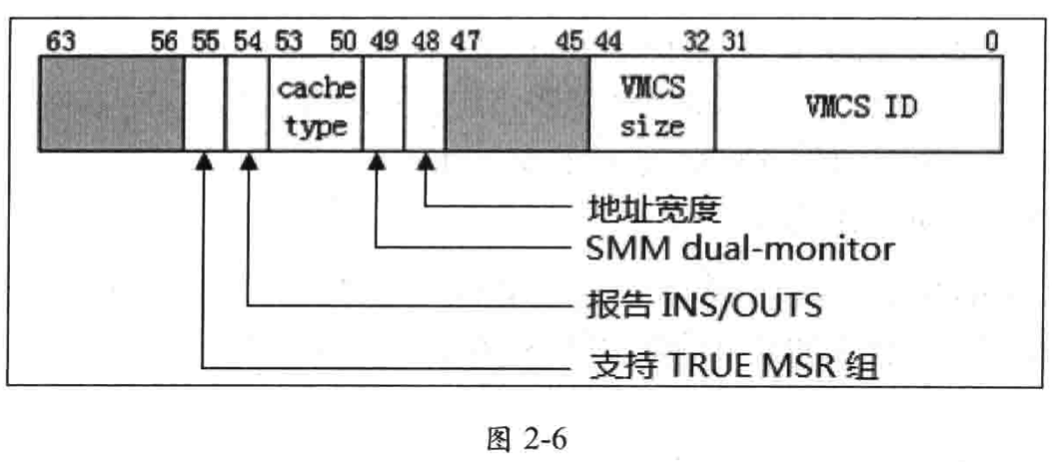 63 56 55 54 53 50 49 48 47 45 44 32 31 0
cache type VMCS size VMCS ID
地址宽度
SMM dual-monitor
报告 INS/OUTS
支持 TRUE MSR 组
图 2-6